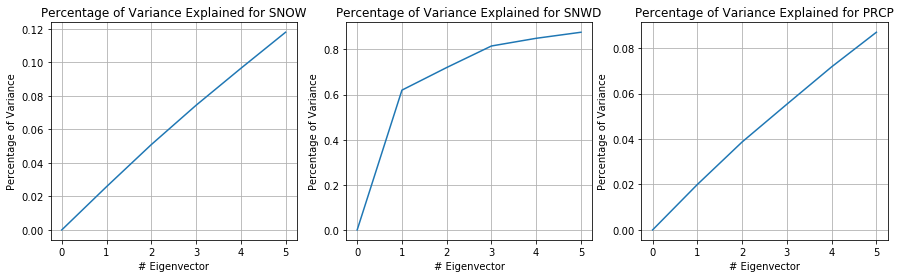 Percentage of Variance Explained for SNOW
0.12
0.10
0.08
0.06
0.04
0.02
0.00
Percentage of Variance
0 1 2 3 4 5
# Eigenvector
Percentage of Variance Explained for SNWD
0.8
0.6
0.4
0.2
0.0
Percentage of Variance
0 1 2 3 4 5
# Eigenvector
Percentage of Variance Explained for PRCP
0.08
0.06
0.04
0.02
0.00
Percentage of Variance
0 1 2 3 4 5
# Eigenvector